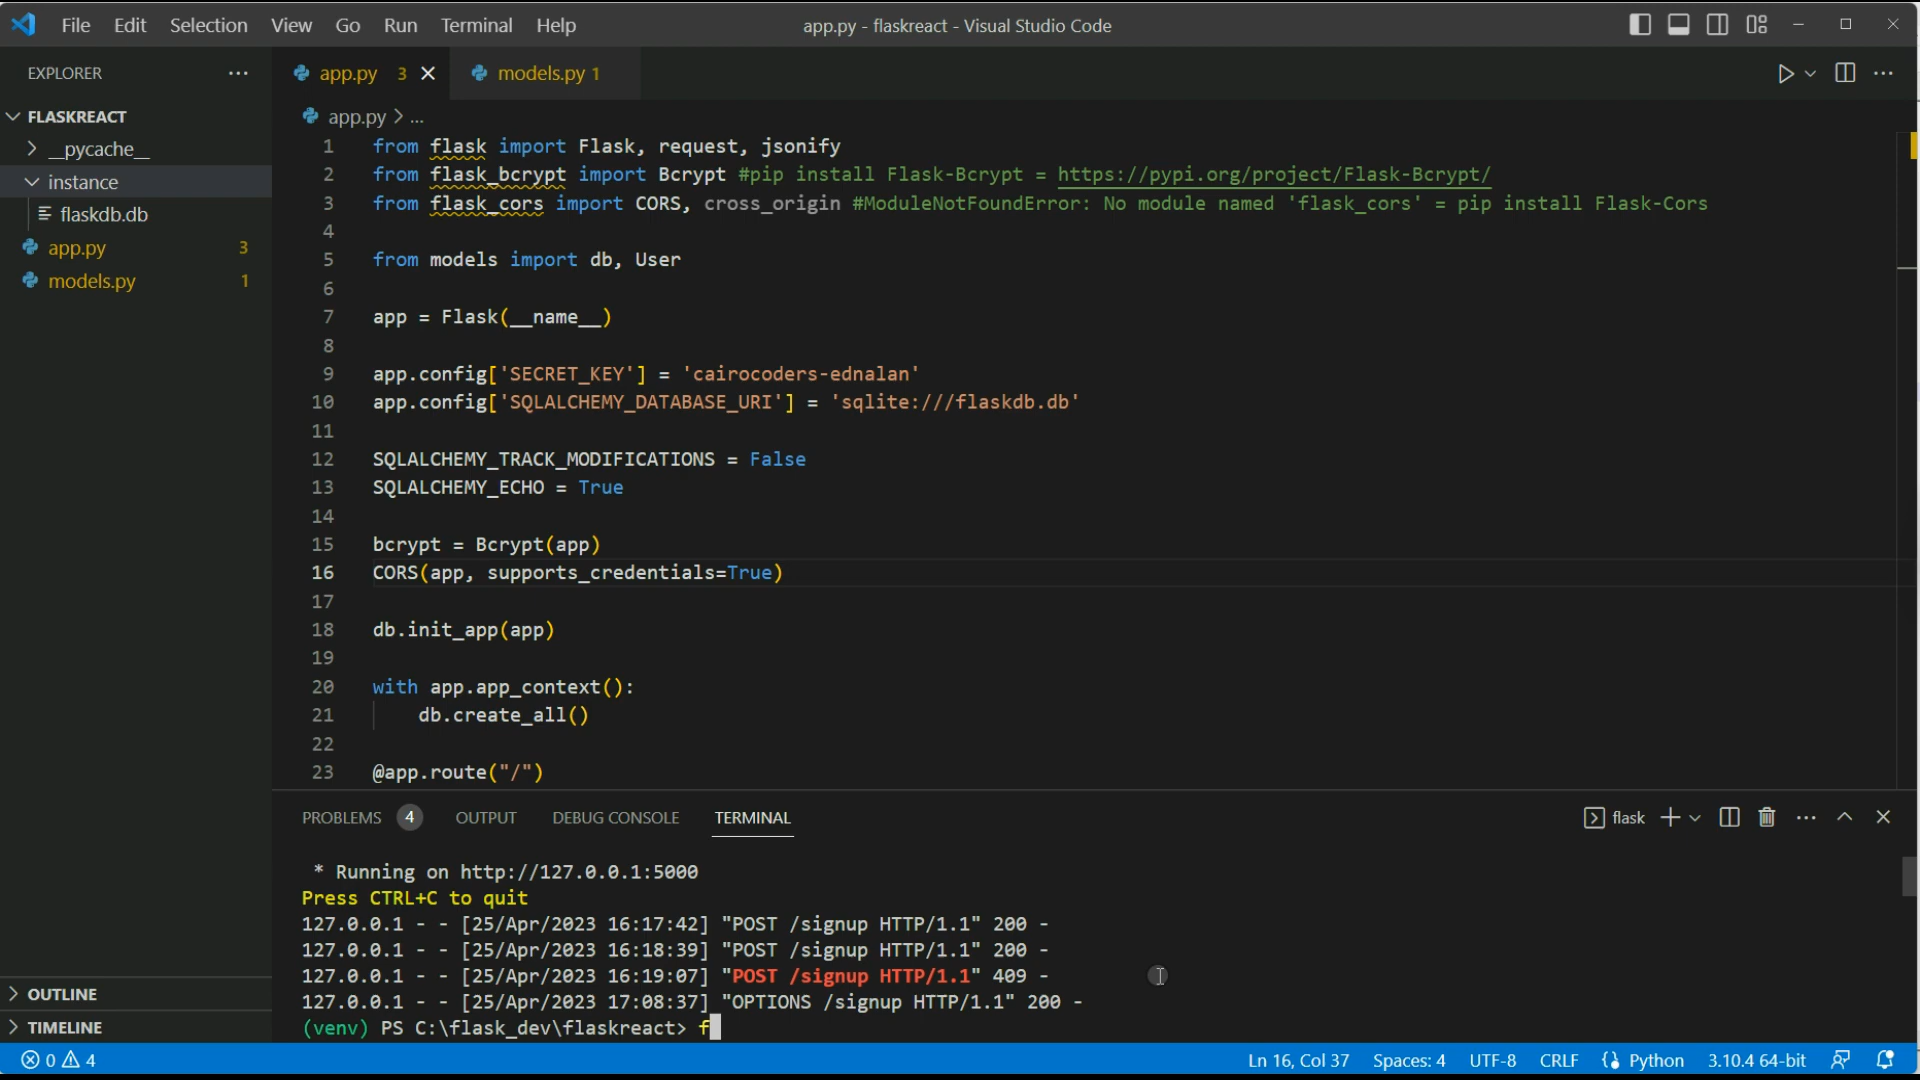 File Edit Selection View Go Run Terminal Help app.py - flaskreact - Visual Studio Code
EXPLORER ...
FLASKREACT
__pycache__
instance
flaskdb.db
app.py 3
models.py 1
OUTLINE
TIMELINE
app.py 3 models.py 1
app.py > ...
1 from flask import Flask, request, jsonify
2 from flask_bcrypt import Bcrypt #pip install Flask-Bcrypt = https://pypi.org/project/Flask-Bcrypt/
3 from flask_cors import CORS, cross_origin #ModuleNotFoundError: No module named 'flask_cors' = pip install Flask-Cors
4
5 from models import db, User
6
7 app = Flask(__name__)
8
9 app.config['SECRET_KEY'] = 'cairocoders-ednalan'
10 app.config['SQLALCHEMY_DATABASE_URI'] = 'sqlite:///flaskdb.db'
11
12 SQLALCHEMY_TRACK_MODIFICATIONS = False
13 SQLALCHEMY_ECHO = True
14
15 bcrypt = Bcrypt(app)
16 CORS(app, supports_credentials=True)
17
18 db.init_app(app)
19
20 with app.app_context():
21 db.create_all()
22
23 @app.route("/")
PROBLEMS 4 OUTPUT DEBUG CONSOLE TERMINAL flask
* Running on http://127.0.0.1:5000
Press CTRL+C to quit
127.0.0.1 - - [25/Apr/2023 16:17:42] "POST /signup HTTP/1.1" 200 -
127.0.0.1 - - [25/Apr/2023 16:18:39] "POST /signup HTTP/1.1" 200 -
127.0.0.1 - - [25/Apr/2023 16:19:07] "POST /signup HTTP/1.1" 409 -
127.0.0.1 - - [25/Apr/2023 17:08:37] "OPTIONS /signup HTTP/1.1" 200 -
(venv) PS C:\flask_dev\flaskreact> f
0 4 Ln 16, Col 37 Spaces: 4 UTF-8 CRLF Python 3.10.4 64-bit